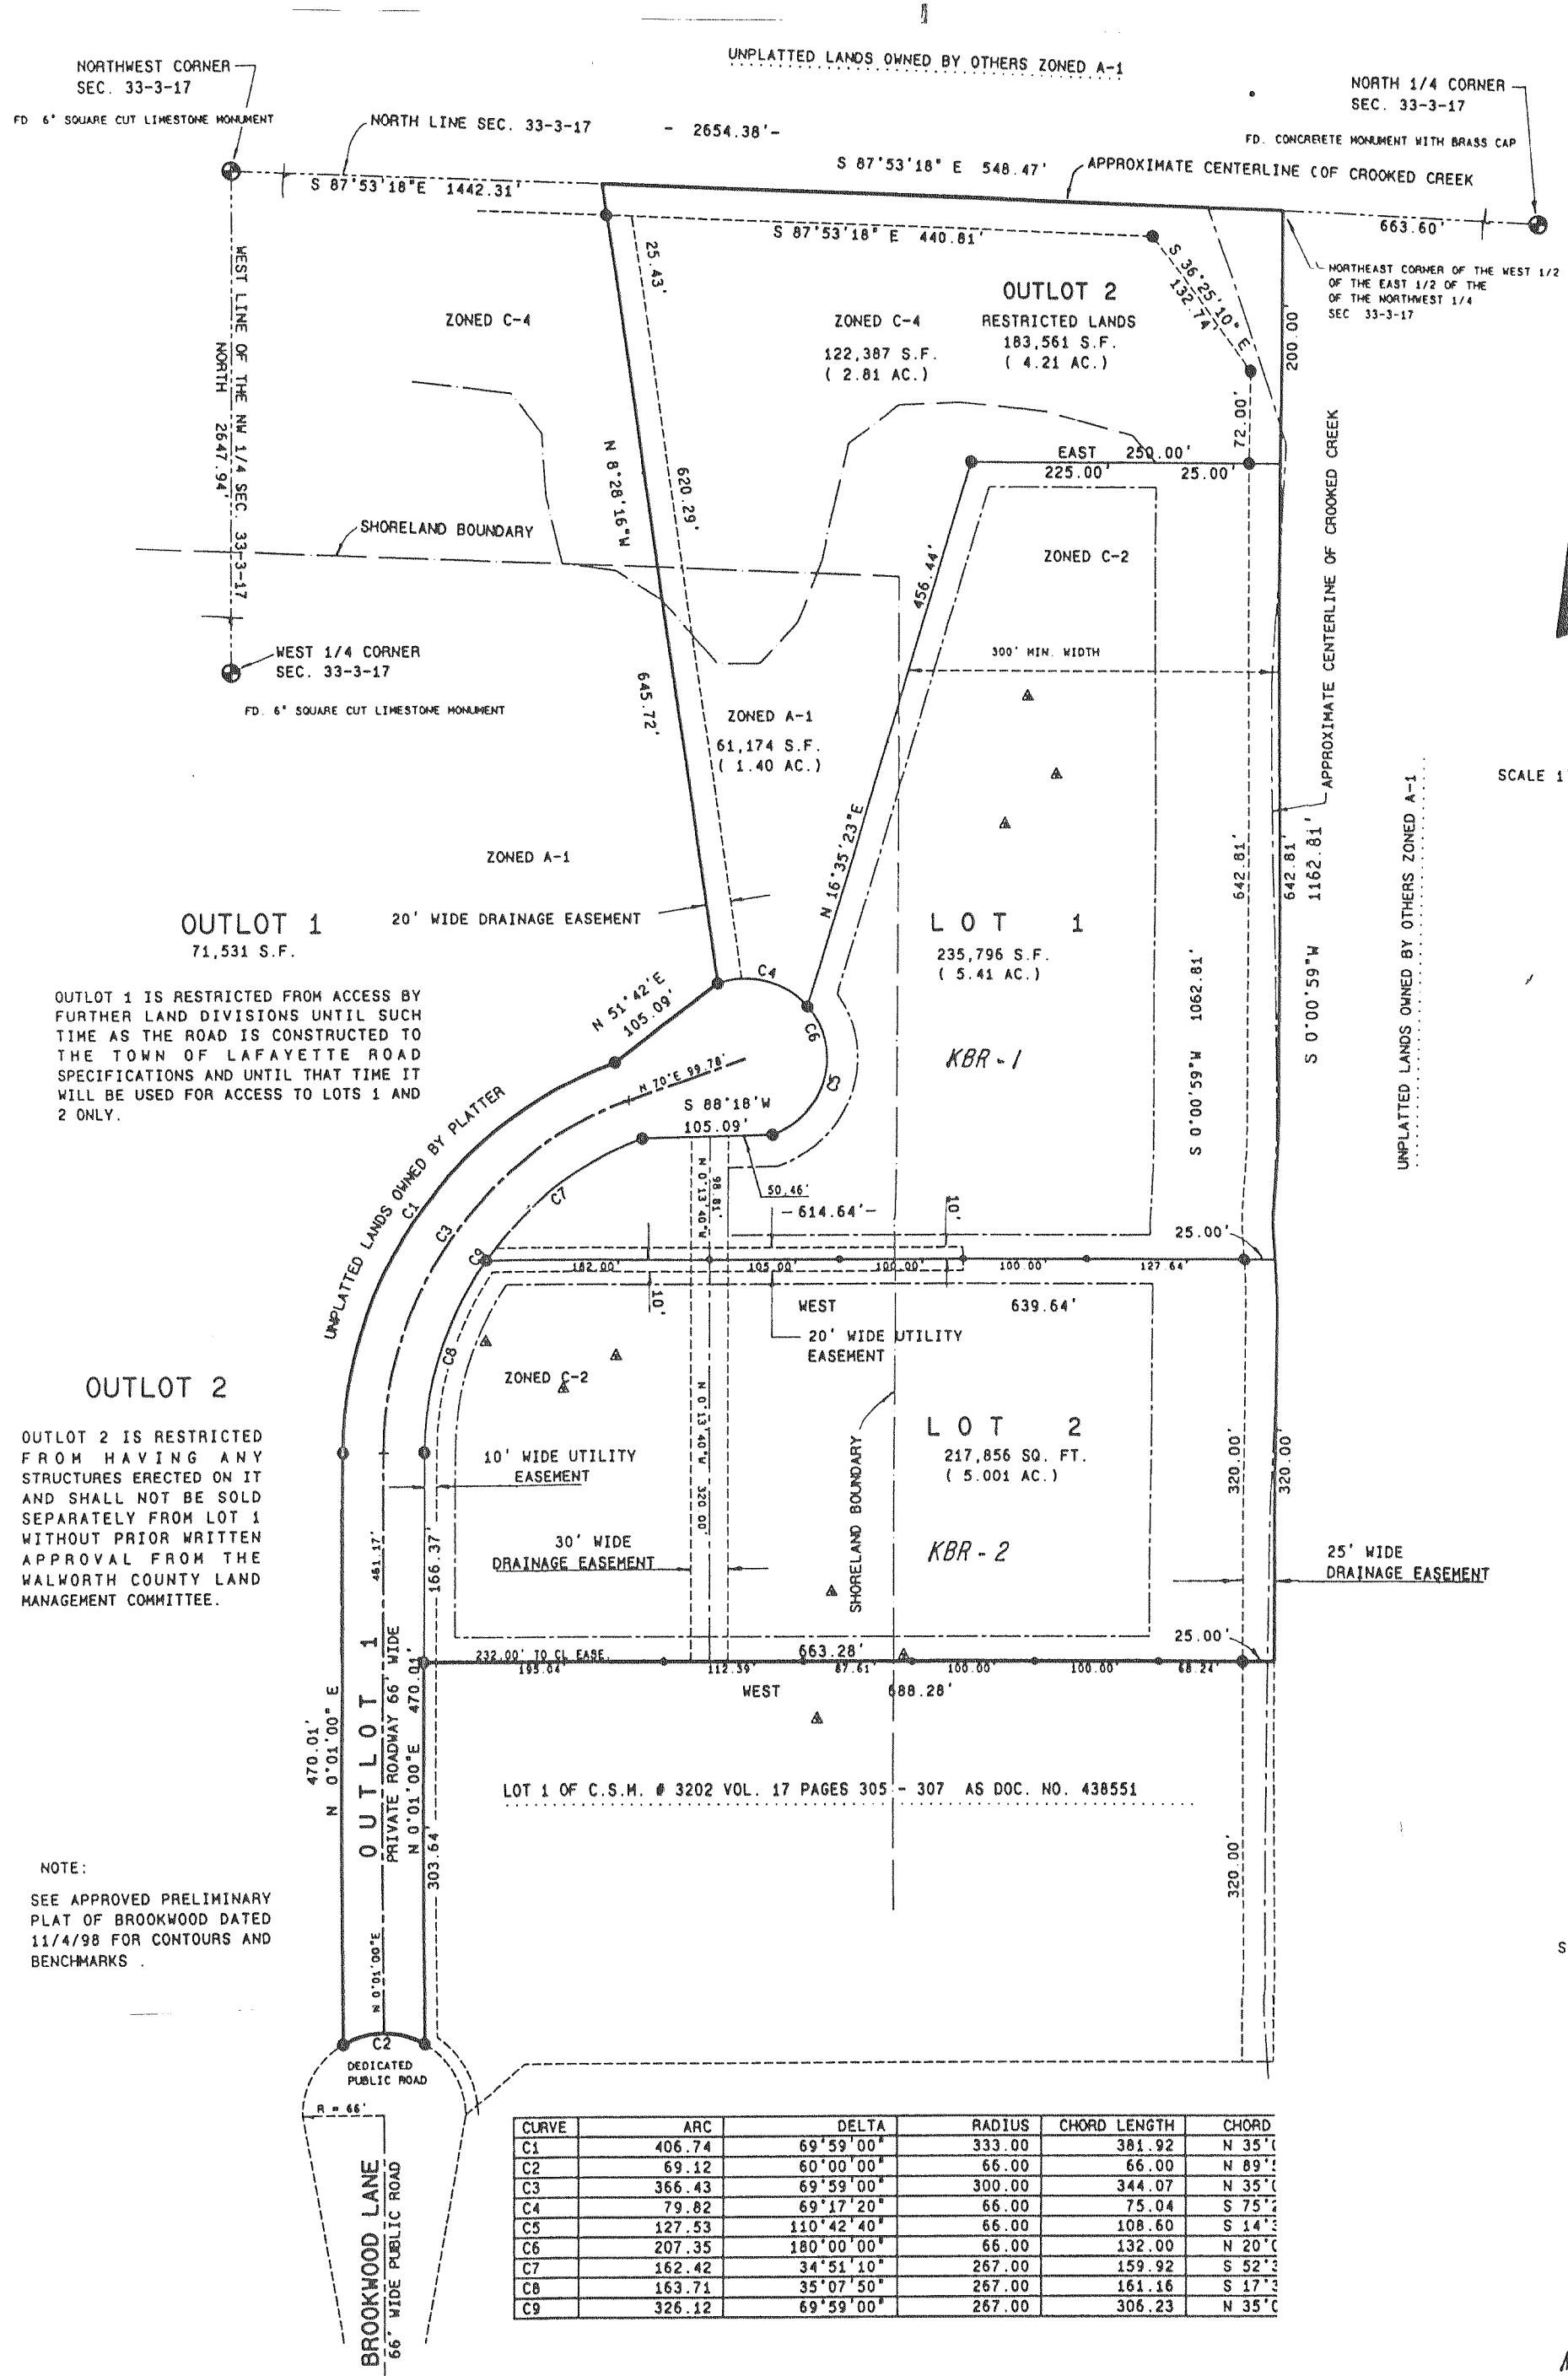 UNPLATTED LANDS OWNED BY OTHERS ZONED A-1
NORTHWEST CORNER
SEC. 33-3-17
FD 6" SQUARE CUT LIMESTONE MONUMENT
NORTH LINE SEC. 33-3-17 - 2654.38'-
NORTH 1/4 CORNER
SEC. 33-3-17
FD. CONCRERETE MONUMENT WITH BRASS CAP
S 87°53'18" E 548.47'
APPROXIMATE CENTERLINE COF CROOKED CREEK
S 87°53'18"E 1442.31'
663.60'
S 87°53'18" E 440.81'
S 36°25'10" E
132.74'
NORTHEAST CORNER OF THE WEST 1/2
OF THE EAST 1/2 OF THE
OF THE NORTHWEST 1/4
SEC 33-3-17
WEST LINE OF THE NW 1/4 SEC. 33-3-17
NORTH 2647.94'
25.43'
ZONED C-4
ZONED C-4
122,387 S.F.
( 2.81 AC.)
OUTLOT 2
RESTRICTED LANDS
183,561 S.F.
( 4.21 AC.)
200.00'
72.00'
EAST 250.00'
225.00'
25.00'
N 8°28'16"W
620.29'
645.72'
SHORELAND BOUNDARY
ZONED C-2
456.44'
N 16°35'23"E
300' MIN. WIDTH
APPROXIMATE CENTERLINE OF CROOKED CREEK
WEST 1/4 CORNER
SEC. 33-3-17
FD. 6" SQUARE CUT LIMESTONE MONUMENT
ZONED A-1
61,174 S.F.
( 1.40 AC.)
SCALE 1
UNPLATTED LANDS OWNED BY OTHERS ZONED A-1
ZONED A-1
642.81'
642.81'
1162.81'
S 0°00'59"W
S 0°00'59"W 1062.81'
OUTLOT 1
71,531 S.F.
20' WIDE DRAINAGE EASEMENT
LOT 1
235,796 S.F.
( 5.41 AC.)
KBR-1
OUTLOT 1 IS RESTRICTED FROM ACCESS BY
FURTHER LAND DIVISIONS UNTIL SUCH
TIME AS THE ROAD IS CONSTRUCTED TO
THE TOWN OF LAFAYETTE ROAD
SPECIFICATIONS AND UNTIL THAT TIME IT
WILL BE USED FOR ACCESS TO LOTS 1 AND
2 ONLY.
N 51°42'E
105.09'
C4
C6
C5
N 70°E 99.78'
S 88°18'W
105.09'
UNPLATTED LANDS OWNED BY PLATTER
C1
C3
C7
C9
C8
N 0°13'40"W
98.81'
50.46'
-614.64'-
10'
25.00'
182.00'
105.00'
100.00'
100.00'
127.64'
10'
WEST
639.64'
20' WIDE UTILITY
EASEMENT
ZONED C-2
OUTLOT 2
OUTLOT 2 IS RESTRICTED
FROM HAVING ANY
STRUCTURES ERECTED ON IT
AND SHALL NOT BE SOLD
SEPARATELY FROM LOT 1
WITHOUT PRIOR WRITTEN
APPROVAL FROM THE
WALWORTH COUNTY LAND
MANAGEMENT COMMITTEE.
10' WIDE UTILITY
EASEMENT
N 0°13'40"W 320.00'
SHORELAND BOUNDARY
LOT 2
217,856 SQ. FT.
( 5.001 AC.)
KBR-2
30' WIDE
DRAINAGE EASEMENT
320.00'
320.00'
25' WIDE
DRAINAGE EASEMENT
461.17'
166.37'
25.00'
232.00' TO CL EASE.
663.28'
195.04'
112.59'
87.61'
100.00'
100.00'
68.24'
WEST
688.28'
470.01'
N 0°01'00" E
OUTLOT 1
PRIVATE ROADWAY 66' WIDE
N 0°01'00"E 470.01'
303.64'
N 0°01'00"E
LOT 1 OF C.S.M. # 3202 VOL. 17 PAGES 305 - 307 AS DOC. NO. 438551
320.00'
NOTE:
SEE APPROVED PRELIMINARY
PLAT OF BROOKWOOD DATED
11/4/98 FOR CONTOURS AND
BENCHMARKS .
S
C2
DEDICATED
PUBLIC ROAD
R = 66'
BROOKWOOD LANE
66' WIDE PUBLIC ROAD
CURVE ARC DELTA RADIUS CHORD LENGTH CHORD
C1 406.74 69°59'00" 333.00 381.92 N 35°0
C2 69.12 60°00'00" 66.00 66.00 N 89°
C3 366.43 69°59'00" 300.00 344.07 N 35°0
C4 79.82 69°17'20" 66.00 75.04 S 75°2
C5 127.53 110°42'40" 66.00 108.60 S 14°3
C6 207.35 180°00'00" 66.00 132.00 N 20°0
C7 162.42 34°51'10" 267.00 159.92 S 52°3
C8 163.71 35°07'50" 267.00 161.16 S 17°3
C9 326.12 69°59'00" 267.00 306.23 N 35°0